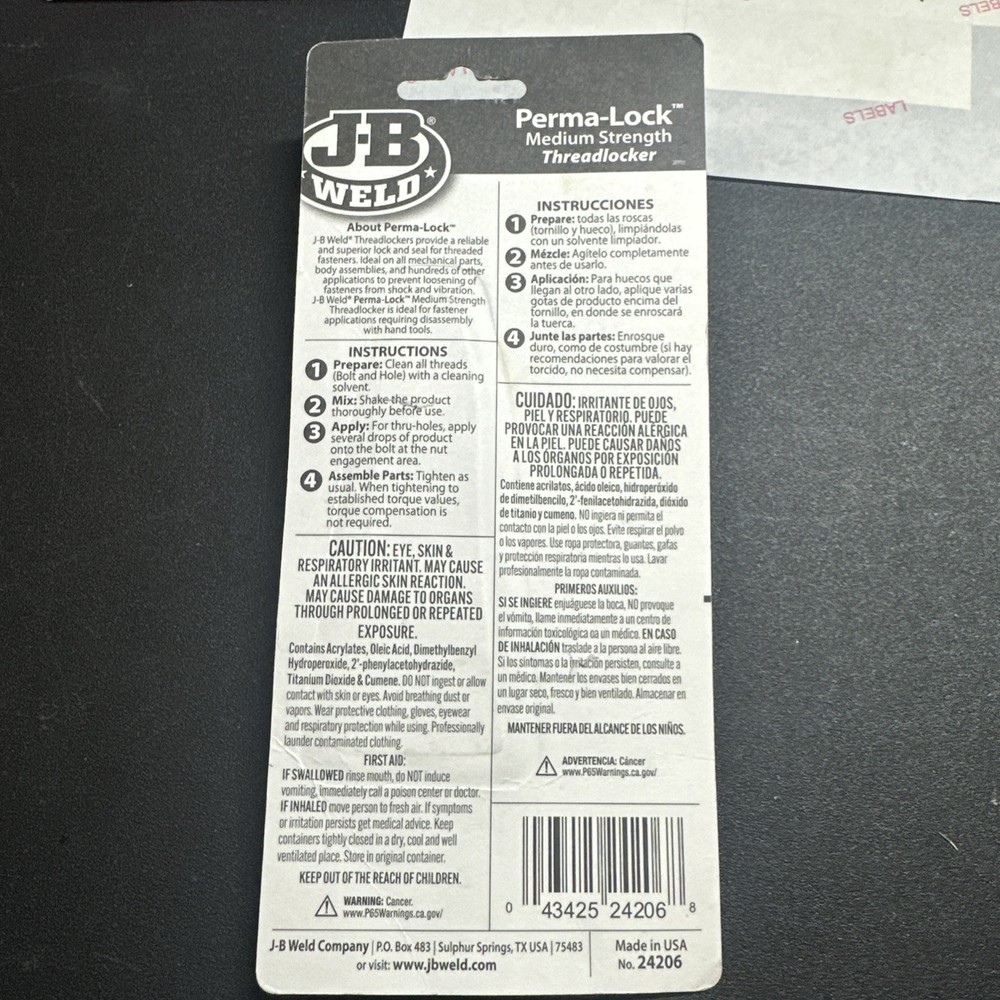 LABELS
LABELS
J-B®
WELD
Perma-Lock™
Medium Strength
Threadlocker
About Perma-Lock™
J-B Weld® Threadlockers provide a reliable
and superior lock and seal for threaded
fasteners. Ideal on all mechanical parts,
body assemblies, and hundreds of other
applications to prevent loosening of
fasteners from shock and vibration.
J-B Weld® Perma-Lock™ Medium Strength
Threadlocker is ideal for fastener
applications requiring disassembly
with hand tools.
INSTRUCTIONS
1 Prepare: Clean all threads
(Bolt and Hole) with a cleaning
solvent.
2 Mix: Shake the product
thoroughly before use.
3 Apply: For thru-holes, apply
several drops of product
onto the bolt at the nut
engagement area.
4 Assemble Parts: Tighten as
usual. When tightening to
established torque values,
torque compensation is
not required.
CAUTION: EYE, SKIN &
RESPIRATORY IRRITANT. MAY CAUSE
AN ALLERGIC SKIN REACTION.
MAY CAUSE DAMAGE TO ORGANS
THROUGH PROLONGED OR REPEATED
EXPOSURE.
Contains Acrylates, Oleic Acid, Dimethylbenzyl
Hydroperoxide, 2'-phenylacetohydrazide,
Titanium Dioxide & Cumene. DO NOT ingest or allow
contact with skin or eyes. Avoid breathing dust or
vapors. Wear protective clothing, gloves, eyewear
and respiratory protection while using. Professionally
launder contaminated clothing.
FIRST AID:
IF SWALLOWED rinse mouth, do NOT induce
vomiting, immediately call a poison center or doctor.
IF INHALED move person to fresh air. If symptoms
or irritation persists get medical advice. Keep
containers tightly closed in a dry, cool and well
ventilated place. Store in original container.
KEEP OUT OF THE REACH OF CHILDREN.
WARNING: Cancer.
www.P65Warnings.ca.gov/
INSTRUCCIONES
1 Prepare: todas las roscas
(tornillo y hueco), limpiándolas
con un solvente limpiador.
2 Mézcle: Agítelo completamente
antes de usarlo.
3 Aplicación: Para huecos que
llegan al otro lado, aplique varias
gotas de producto encima del
tornillo, en donde se enroscará
la tuerca.
4 Junte las partes: Enrosque
duro, como de costumbre (si hay
recomendaciones para valorar el
torcido, no necesita compensar).
CUIDADO: IRRITANTE DE OJOS,
PIEL Y RESPIRATORIO. PUEDE
PROVOCAR UNA REACCIÓN ALÉRGICA
EN LA PIEL. PUEDE CAUSAR DAÑOS
A LOS ÓRGANOS POR EXPOSICIÓN
PROLONGADA O REPETIDA.
Contiene acrilatos, ácido oleico, hidroperóxido
de dimetilbencilo, 2'-fenilacetohidrazida, dióxido
de titanio y cumeno. NO ingiera ni permita el
contacto con la piel o los ojos. Evite respirar el polvo
o los vapores. Use ropa protectora, guantes, gafas
y protección respiratoria mientras lo usa. Lavar
profesionalmente la ropa contaminada.
PRIMEROS AUXILIOS:
SI SE INGIERE enjuáguese la boca, NO provoque
el vómito, llame inmediatamente a un centro de
información toxicológica oa un médico. EN CASO
DE INHALACIÓN traslade a la persona al aire libre.
Si los síntomas o la irritación persisten, consulte a
un médico. Mantener los envases bien cerrados en
un lugar seco, fresco y bien ventilado. Almacenar en
envase original.
MANTENER FUERA DEL ALCANCE DE LOS NIÑOS.
ADVERTENCIA: Cáncer
www.P65Warnings.ca.gov/
0 43425 24206 8
J-B Weld Company | P.O. Box 483 | Sulphur Springs, TX USA | 75483
or visit: www.jbweld.com
Made in USA
No. 24206